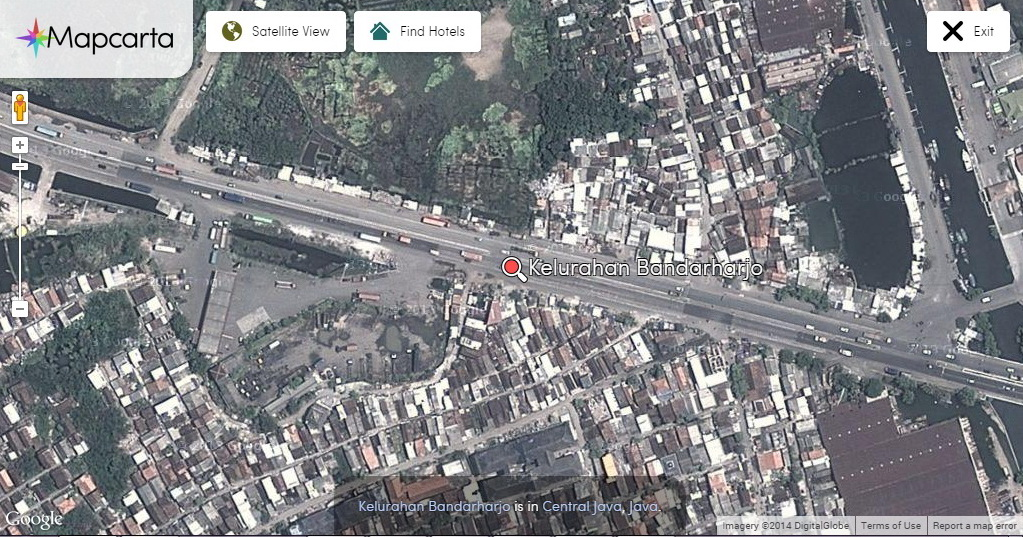 Mapcarta
Satellite View
Find Hotels
Exit
Kelurahan Bandarharjo
Kelurahan Bandarharjo is in Central Java, Java.
Google
Imagery ©2014 DigitalGlobe
Terms of Use
Report a map error